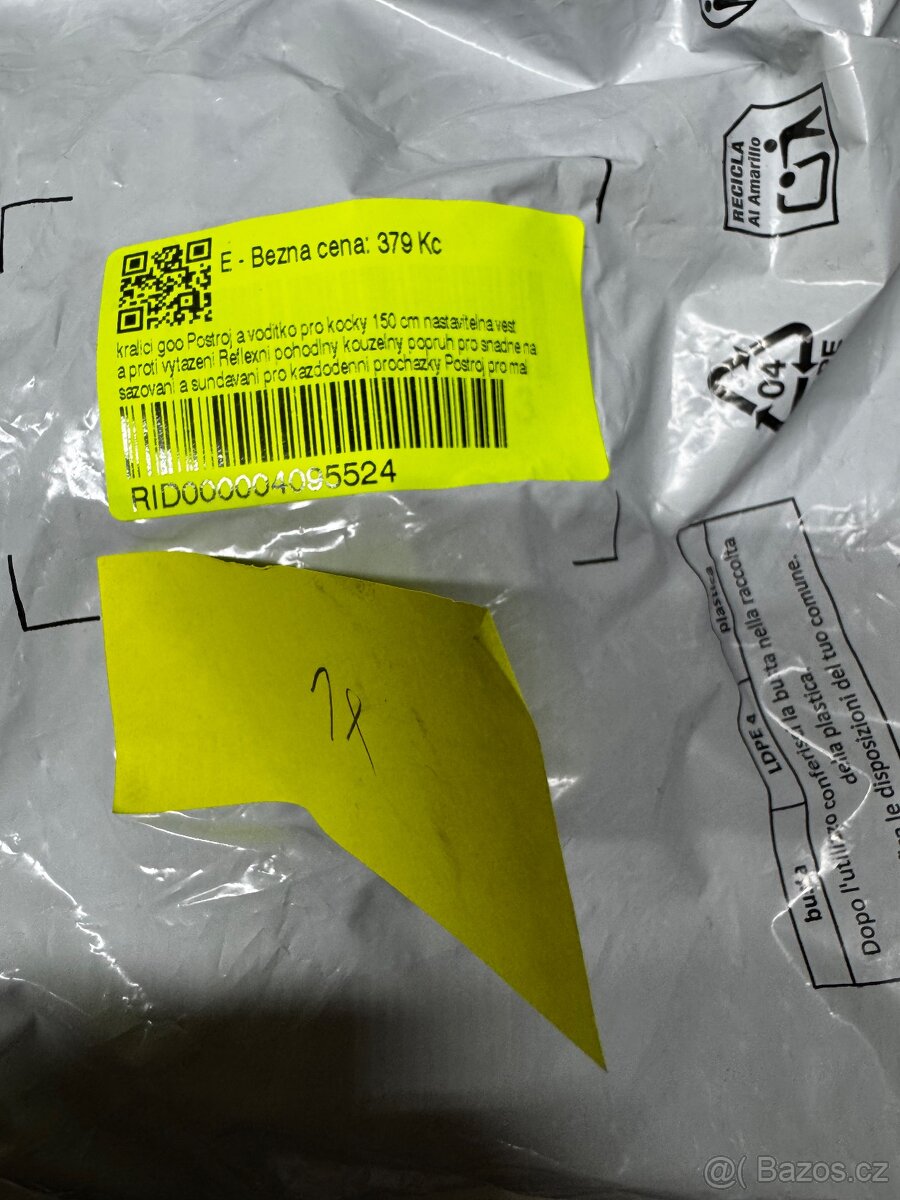 E - Bezna cena: 379 Kc
kralici goo Postroj a voditko pro kocky 150 cm nastavitelna vest
a proti vytazeni Reflexni pohodlny kouzelny popruh pro snadne na
sazovani a sundavani pro kazdodenni prochazky Postroj pro mal
RID000004095524
1x
RECICLA
Al Amarillo
04
PE
plastica
LDPE 4
busta
Dopo l'utilizzo conferisci la busta nella raccolta
della plastica.
le disposizioni del tuo comune.
@( Bazos.cz